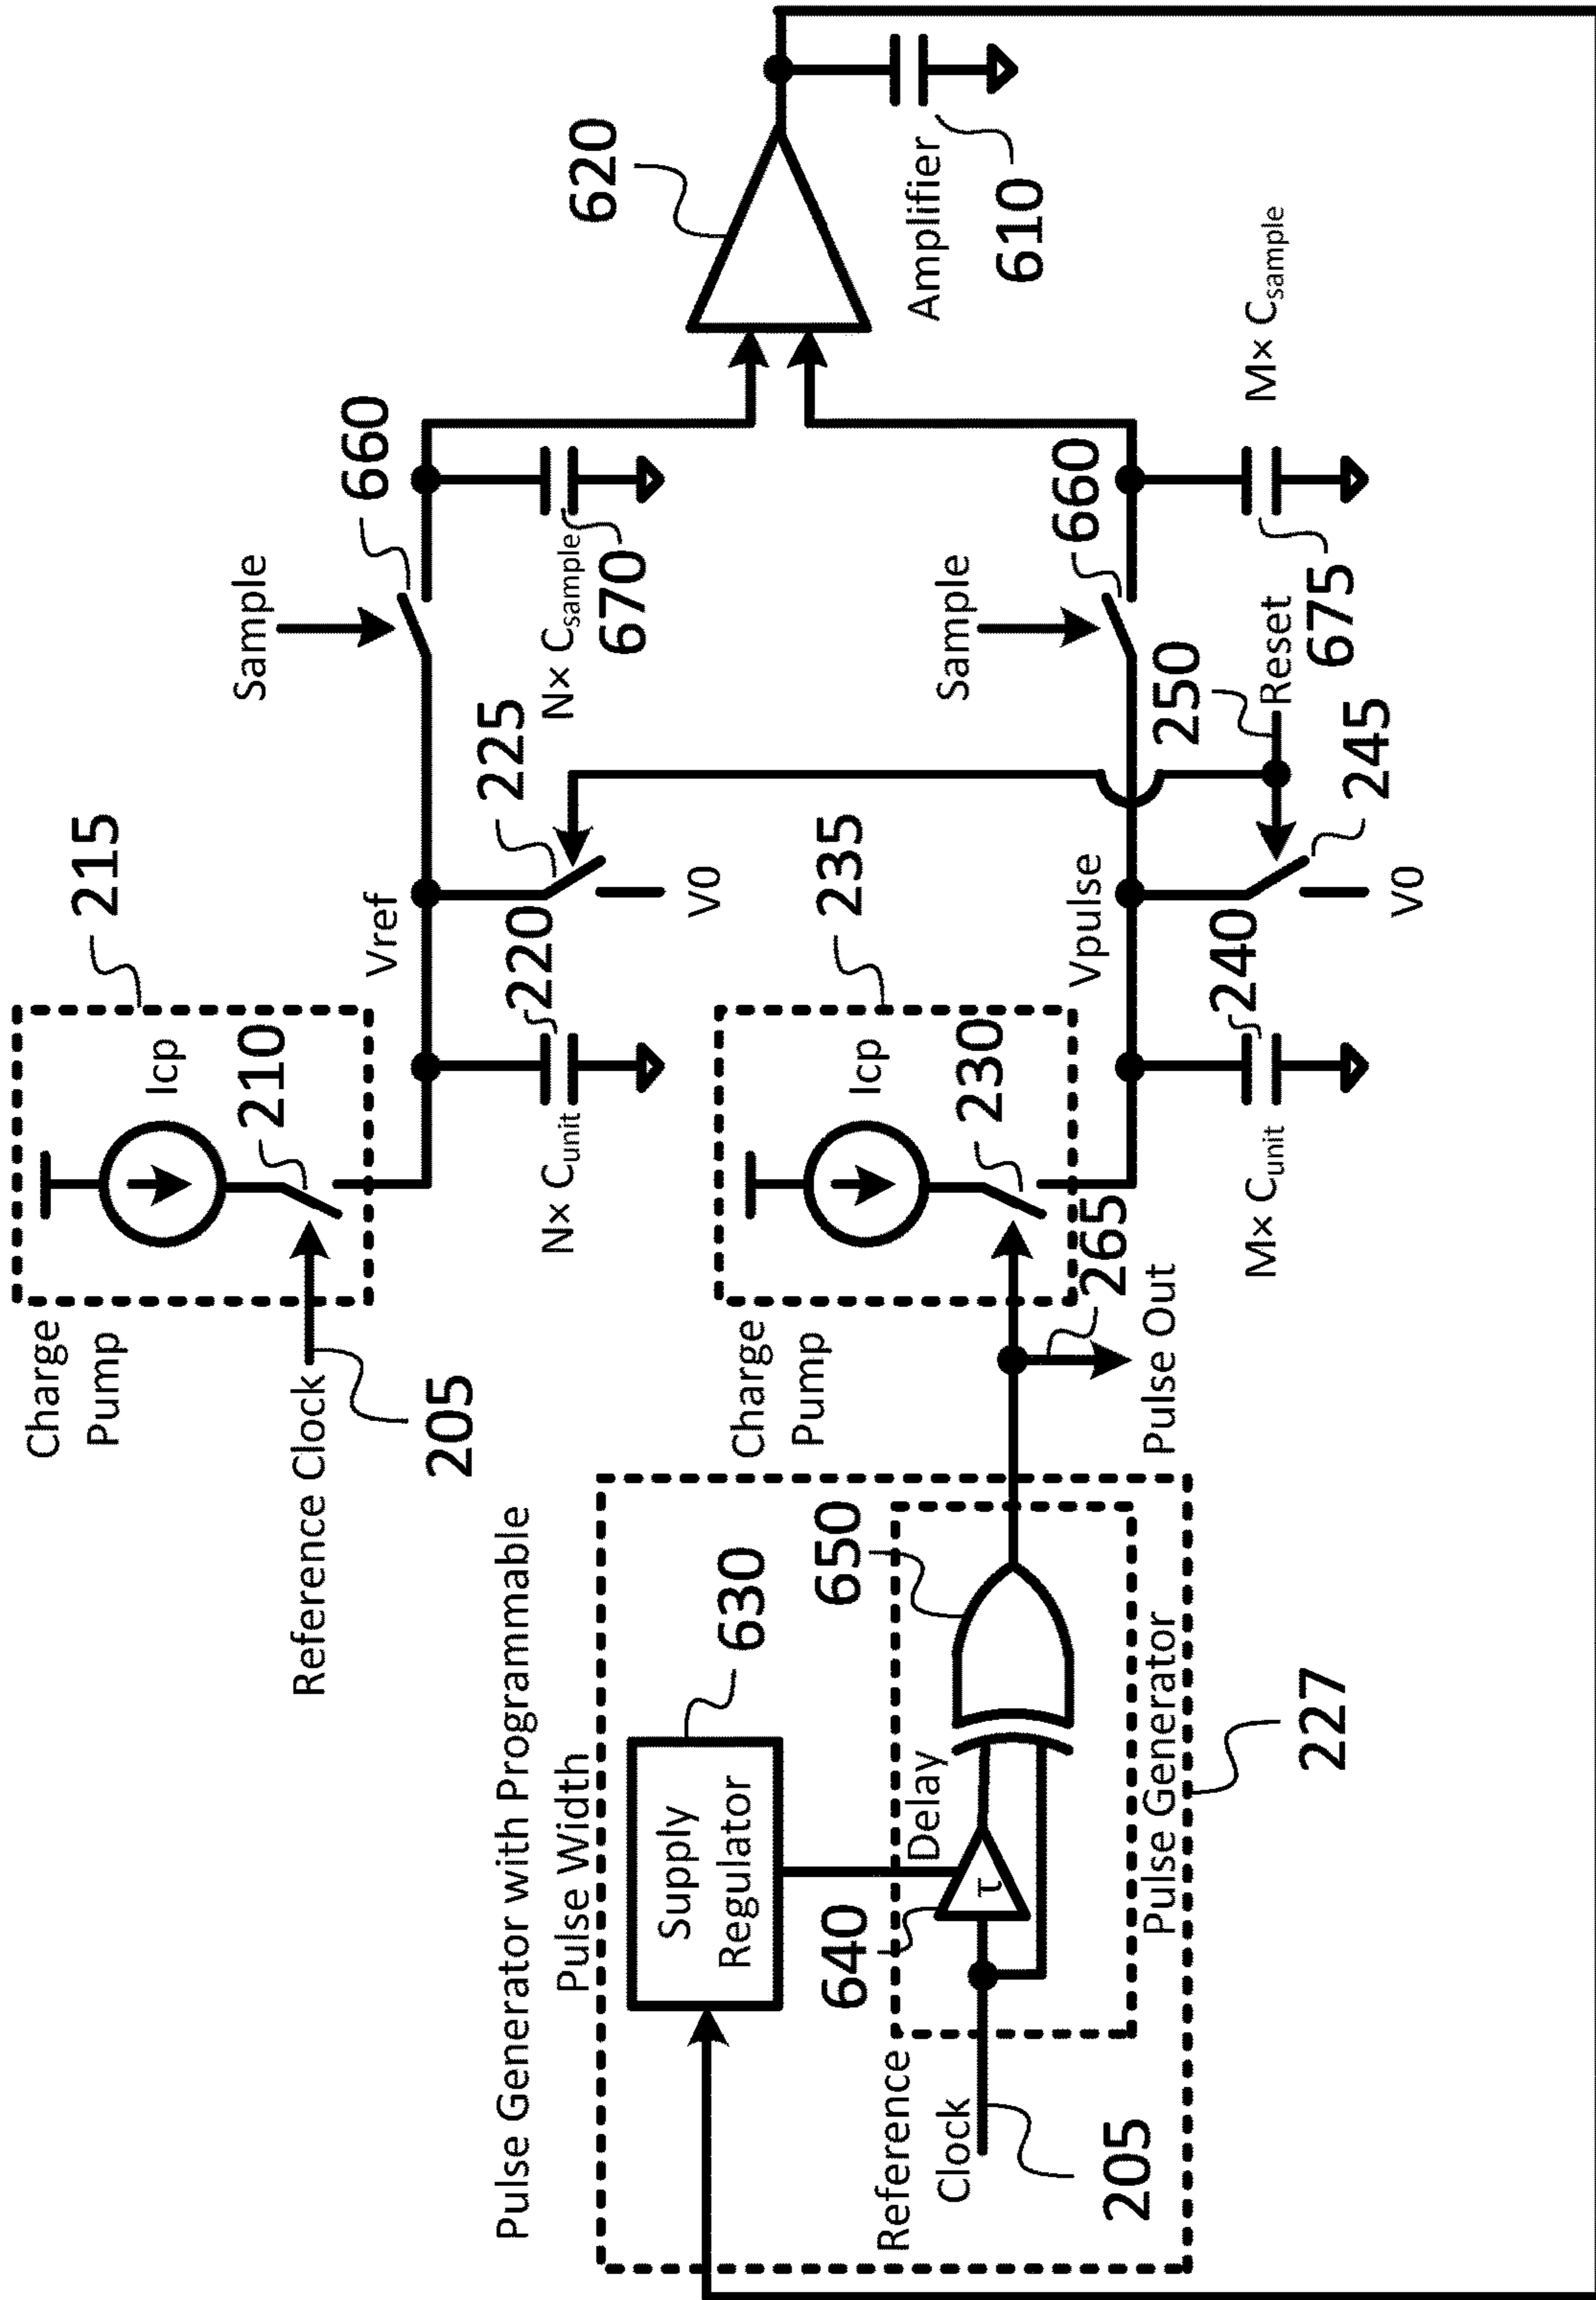 Charge
Pump
215
Icp
210
Reference Clock
205
Vref
N× Cunit
220
225
V0
Sample
660
N× Csample
670
620
Amplifier
610
Pulse Generator with Programmable
Pulse Width
Supply
Regulator
630
Charge
Pump
235
Icp
230
265
Pulse Out
Vpulse
M× Cunit
240
245
V0
250
Reset
Sample
660
M× Csample
675
640
Delay
τ
650
Reference
Clock
205
Pulse Generator
227